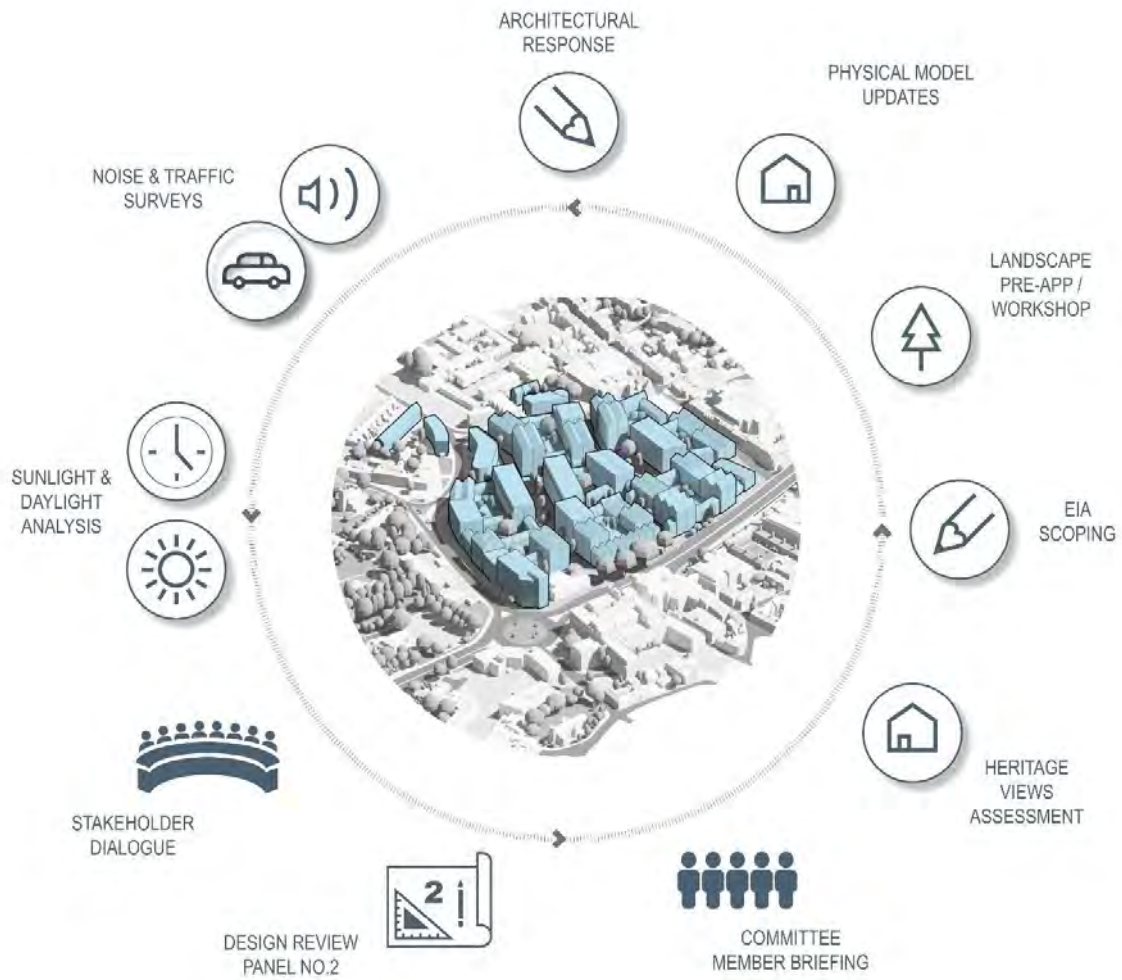 ARCHITECTURAL
RESPONSE
PHYSICAL MODEL
UPDATES
NOISE & TRAFFIC
SURVEYS
LANDSCAPE
PRE-APP /
WORKSHOP
SUNLIGHT &
DAYLIGHT
ANALYSIS
EIA
SCOPING
HERITAGE
VIEWS
ASSESSMENT
STAKEHOLDER
DIALOGUE
2
DESIGN REVIEW
PANEL NO.2
COMMITTEE
MEMBER BRIEFING